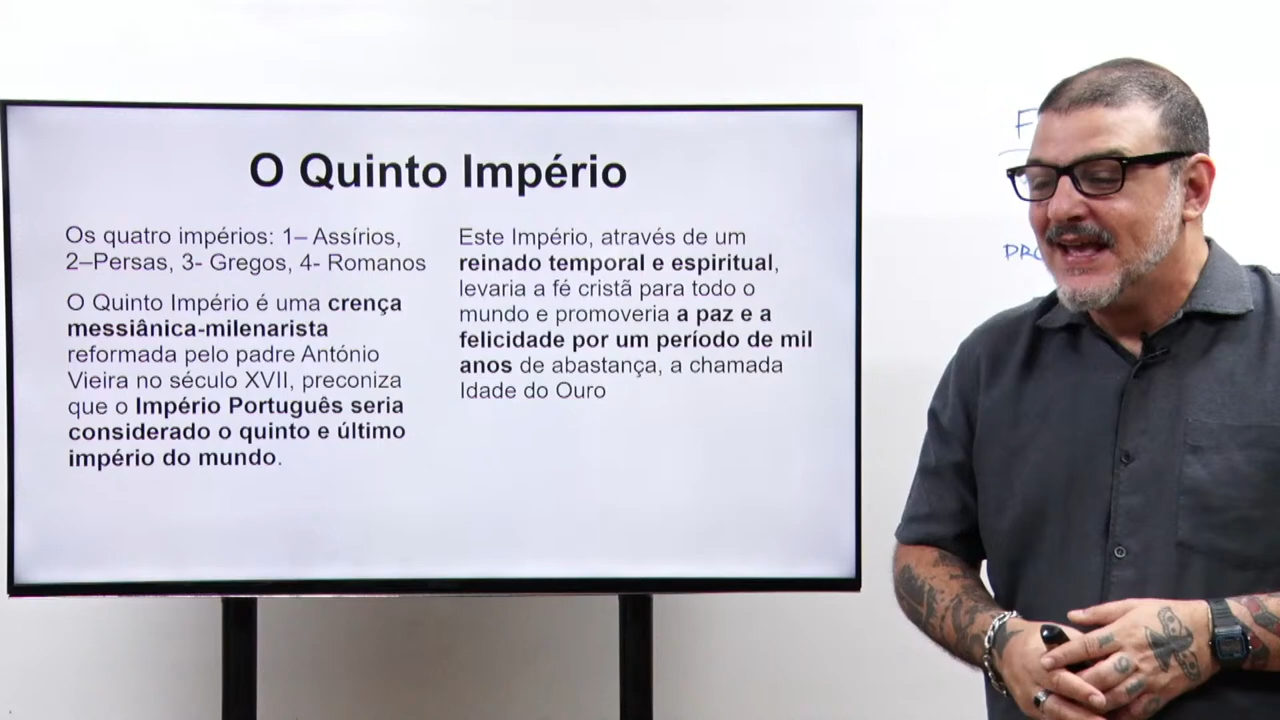 O Quinto Império
Os quatro impérios: 1– Assírios,
2–Persas, 3- Gregos, 4- Romanos
O Quinto Império é uma crença
messiânica-milenarista
reformada pelo padre António
Vieira no século XVII, preconiza
que o Império Português seria
considerado o quinto e último
império do mundo.
Este Império, através de um
reinado temporal e espiritual,
levaria a fé cristã para todo o
mundo e promoveria a paz e a
felicidade por um período de mil
anos de abastança, a chamada
Idade do Ouro